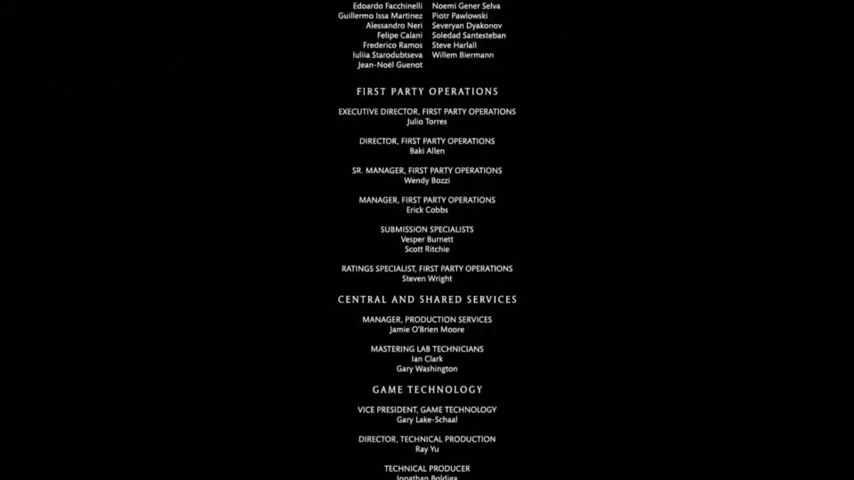 Edoardo Facchinelli Noemi Gener Selva
Guillermo Issa Martinez Piotr Pawlowski
Alessandro Neri Severyan Dyakonov
Felipe Calani Soledad Santesteban
Frederico Ramos Steve Harlall
Iuliia Starodubtseva Willem Biermann
Jean-Noël Guenot
FIRST PARTY OPERATIONS
EXECUTIVE DIRECTOR, FIRST PARTY OPERATIONS
Julio Torres
DIRECTOR, FIRST PARTY OPERATIONS
Baki Allen
SR. MANAGER, FIRST PARTY OPERATIONS
Wendy Bozzi
MANAGER, FIRST PARTY OPERATIONS
Erick Cobbs
SUBMISSION SPECIALISTS
Vesper Burnett
Scott Ritchie
RATINGS SPECIALIST, FIRST PARTY OPERATIONS
Steven Wright
CENTRAL AND SHARED SERVICES
MANAGER, PRODUCTION SERVICES
Jamie O'Brien Moore
MASTERING LAB TECHNICIANS
Ian Clark
Gary Washington
GAME TECHNOLOGY
VICE PRESIDENT, GAME TECHNOLOGY
Gary Lake-Schaal
DIRECTOR, TECHNICAL PRODUCTION
Ray Yu
TECHNICAL PRODUCER
Jonathan Boldiga